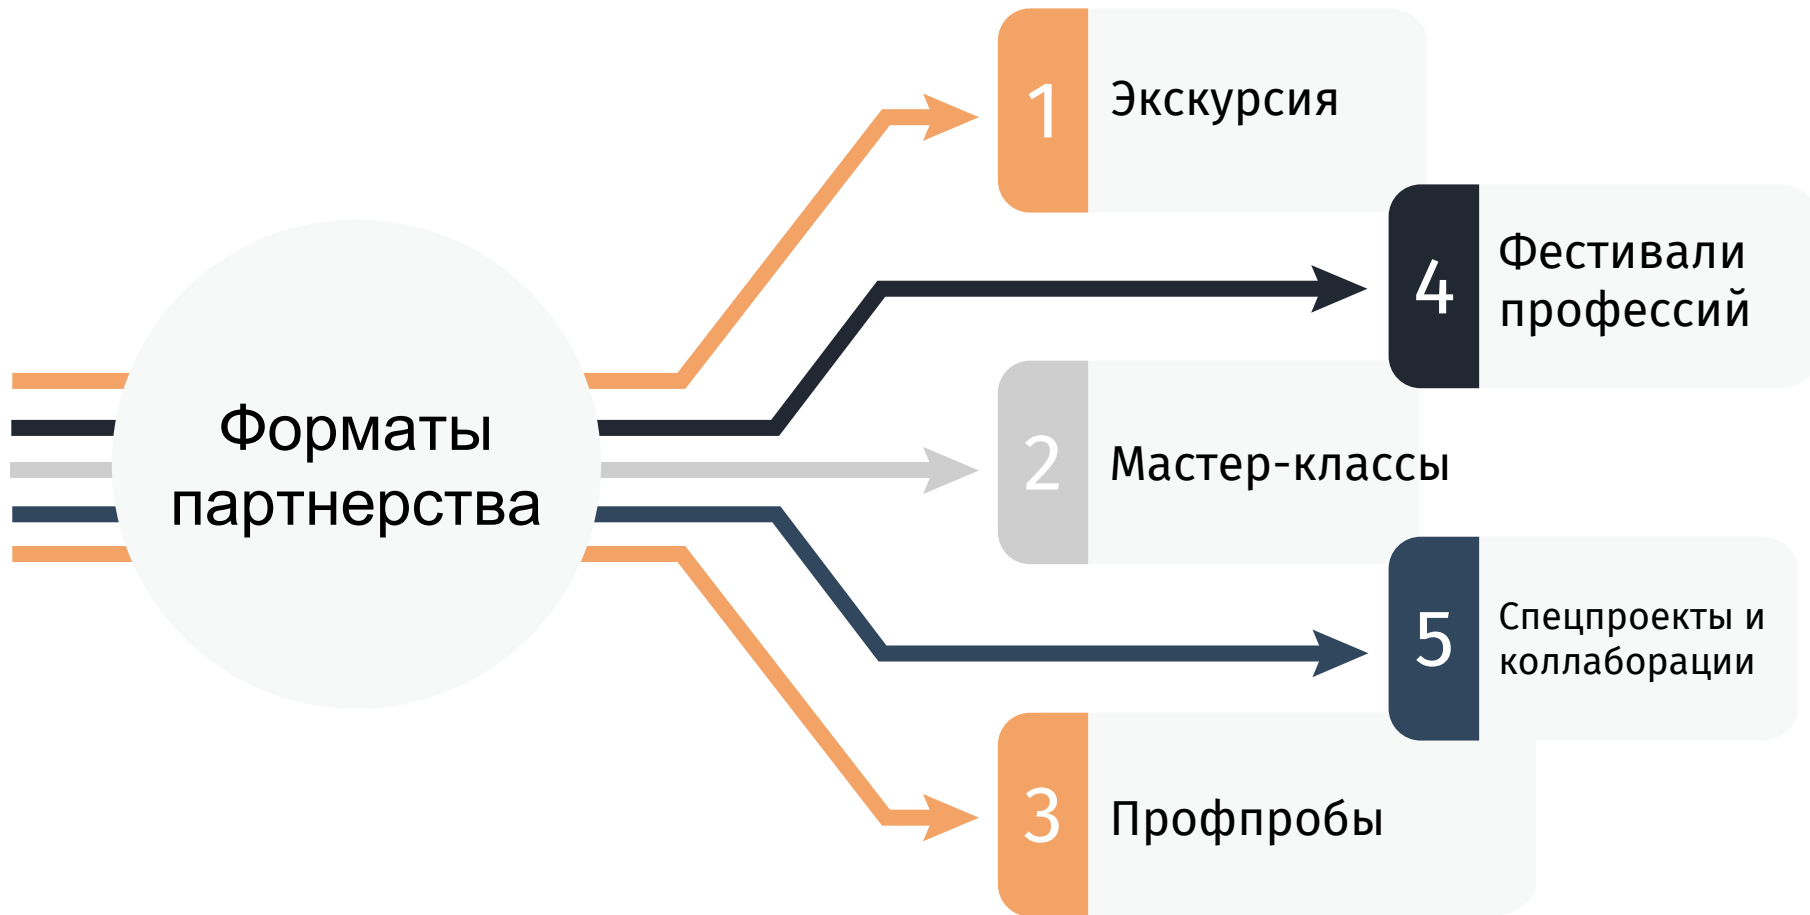 Форматы
партнерства
1
Экскурсия
4
Фестивали
профессий
2
Мастер-классы
5
Спецпроекты и
коллаборации
3
Профпробы